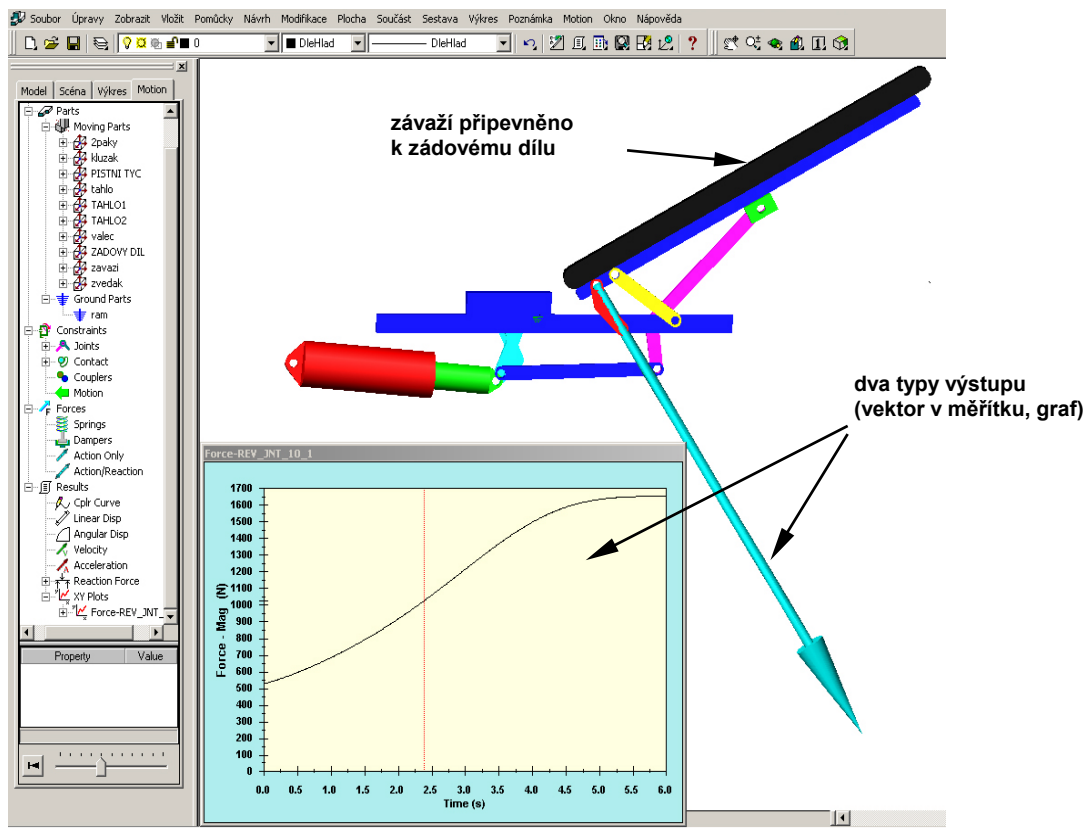 Soubor Úpravy Zobrazit Vložit Pomůcky Návrh Modifikace Plocha Součást Sestava Výkres Poznámka Motion Okno Nápověda
0 DleHlad DleHlad
Model Scéna Výkres Motion
Parts
Moving Parts
2paky
kluzak
PISTNI TYC
tahlo
TAHLO1
TAHLO2
valec
ZADOVY DIL
zavazi
zvedak
Ground Parts
ram
Constraints
Joints
Contact
Couplers
Motion
Forces
Springs
Dampers
Action Only
Action/Reaction
Results
Cplr Curve
Linear Disp
Angular Disp
Velocity
Acceleration
Reaction Force
XY Plots
Force-REV_JNT_
Property Value
závaží připevněno
k zádovému dílu
dva typy výstupu
(vektor v měřítku, graf)
Force-REV_JNT_10_1
1700
1600
1500
1400
1300
1200
1100
1000
900
800
700
600
500
400
300
200
100
0
Force - Mag (N)
0.0 0.5 1.0 1.5 2.0 2.5 3.0 3.5 4.0 4.5 5.0 5.5 6.0
Time (s)